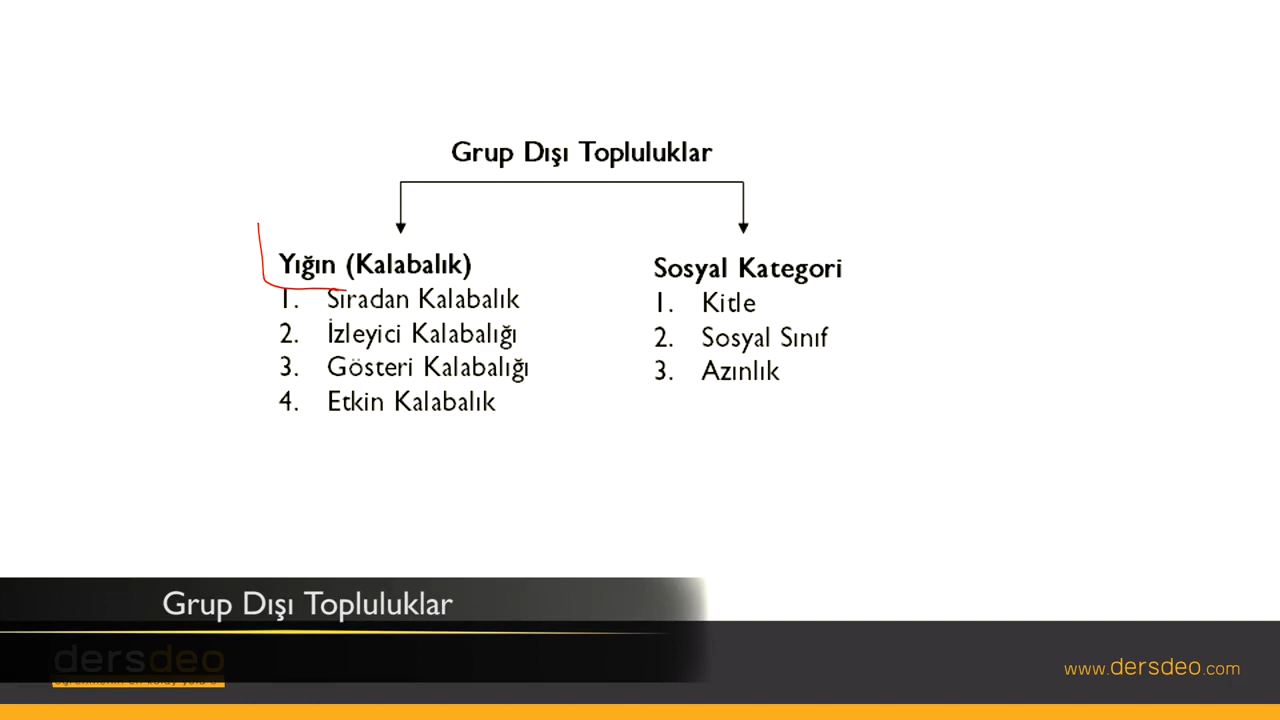 Grup Dışı Topluluklar
Yığın (Kalabalık)
1. Sıradan Kalabalık
2. İzleyici Kalabalığı
3. Gösteri Kalabalığı
4. Etkin Kalabalık
Sosyal Kategori
1. Kitle
2. Sosyal Sınıf
3. Azınlık
Grup Dışı Topluluklar
dersdeo
www.dersdeo.com